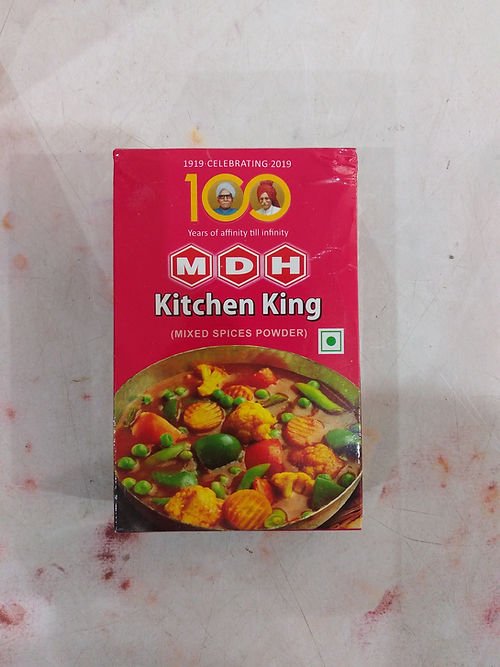 1919·CELEBRATING·2019
100
Years of affinity till infinity
MDH
Kitchen King
(MIXED SPICES POWDER)